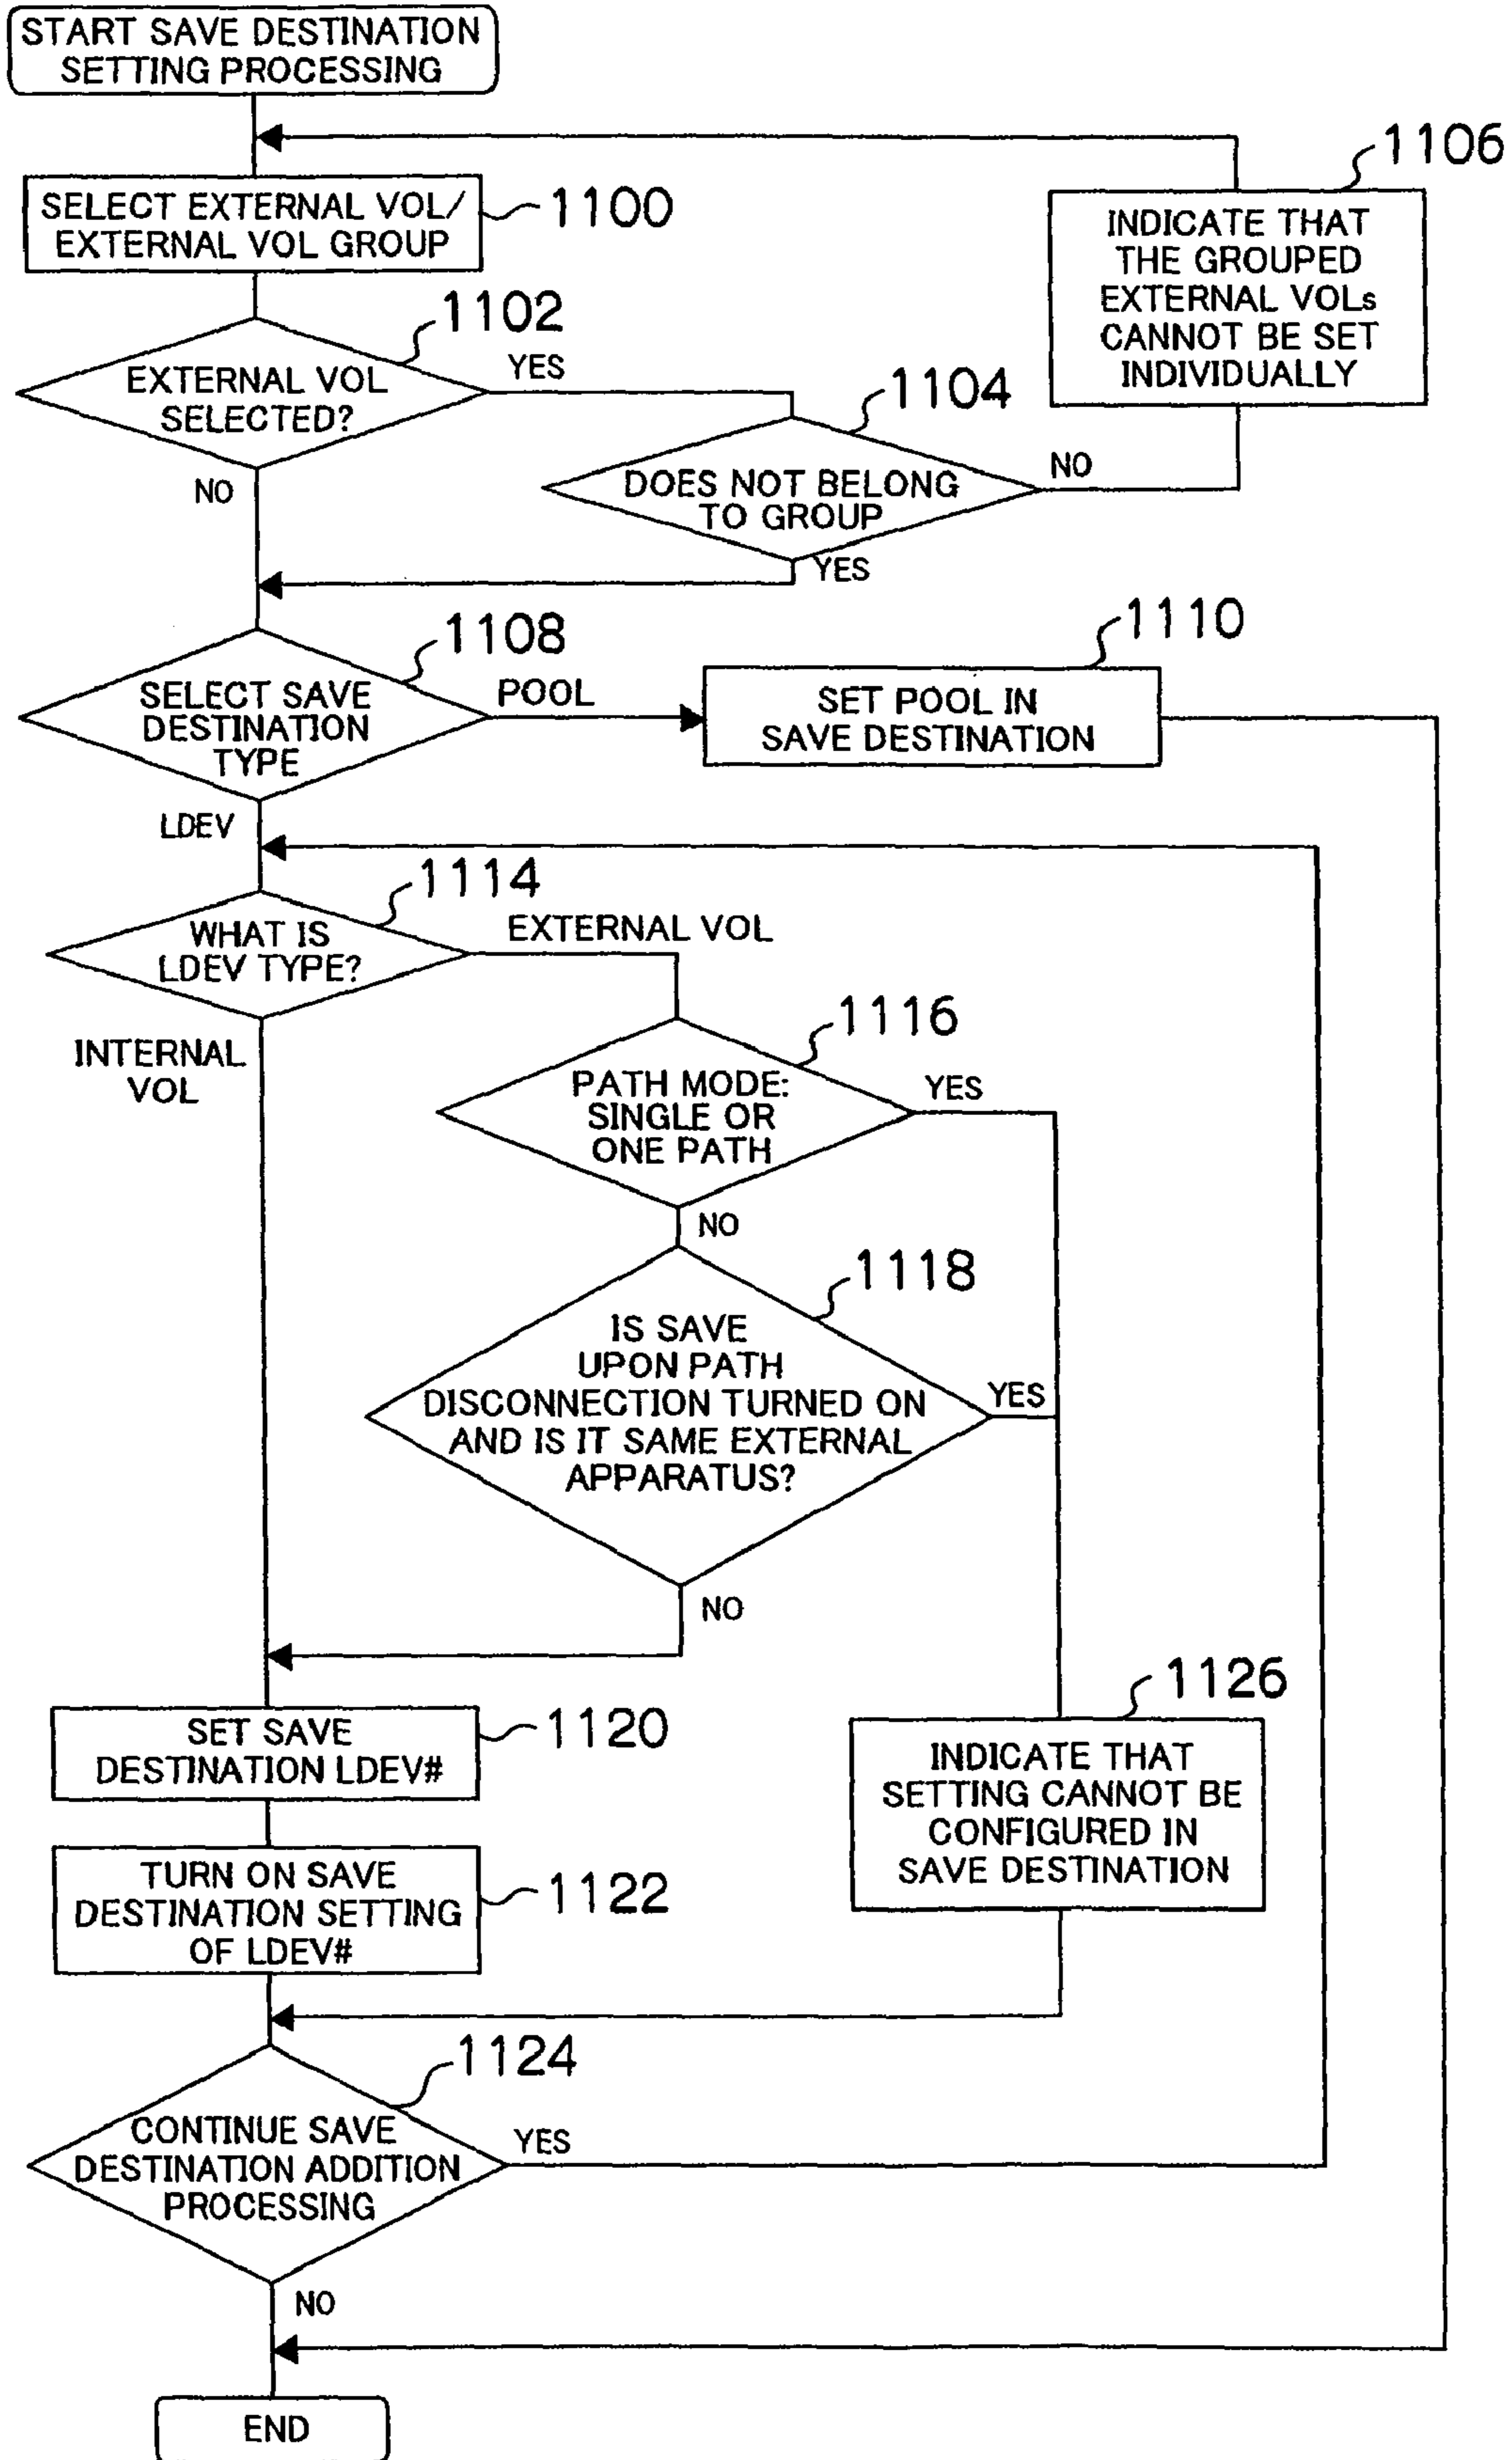 START SAVE DESTINATION
SETTING PROCESSING
1106
SELECT EXTERNAL VOL/
EXTERNAL VOL GROUP
1100
INDICATE THAT
THE GROUPED
EXTERNAL VOLs
CANNOT BE SET
INDIVIDUALLY
1102
EXTERNAL VOL
SELECTED?
YES
NO
1104
DOES NOT BELONG
TO GROUP
NO
YES
1108
SELECT SAVE
DESTINATION
TYPE
POOL
LDEV
1110
SET POOL IN
SAVE DESTINATION
1114
WHAT IS
LDEV TYPE?
EXTERNAL VOL
INTERNAL
VOL
1116
PATH MODE:
SINGLE OR
ONE PATH
YES
NO
1118
IS SAVE
UPON PATH
DISCONNECTION TURNED ON
AND IS IT SAME EXTERNAL
APPARATUS?
YES
NO
SET SAVE
DESTINATION LDEV#
1120
1126
INDICATE THAT
SETTING CANNOT BE
CONFIGURED IN
SAVE DESTINATION
TURN ON SAVE
DESTINATION SETTING
OF LDEV#
1122
1124
CONTINUE SAVE
DESTINATION ADDITION
PROCESSING
YES
NO
END